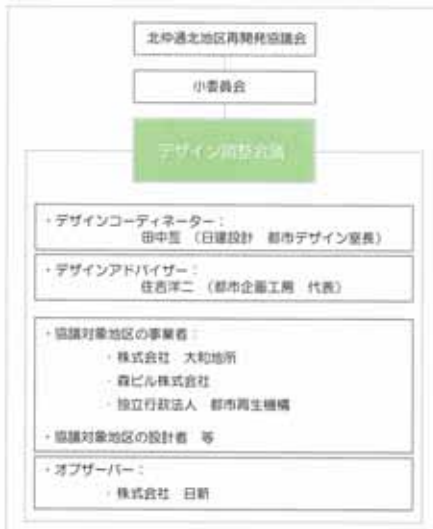 北仲通北地区再開発協議会
小委員会
デザイン調整会議
・デザインコーディネーター：
田中亙 （日建設計 都市デザイン室長）
・デザインアドバイザー：
住吉洋二 （都市企画工房 代表）
・協議対象地区の事業者：
・株式会社 大和地所
・森ビル株式会社
・独立行政法人 都市再生機構
・協議対象地区の設計者 等
・オブザーバー：
・株式会社 日新